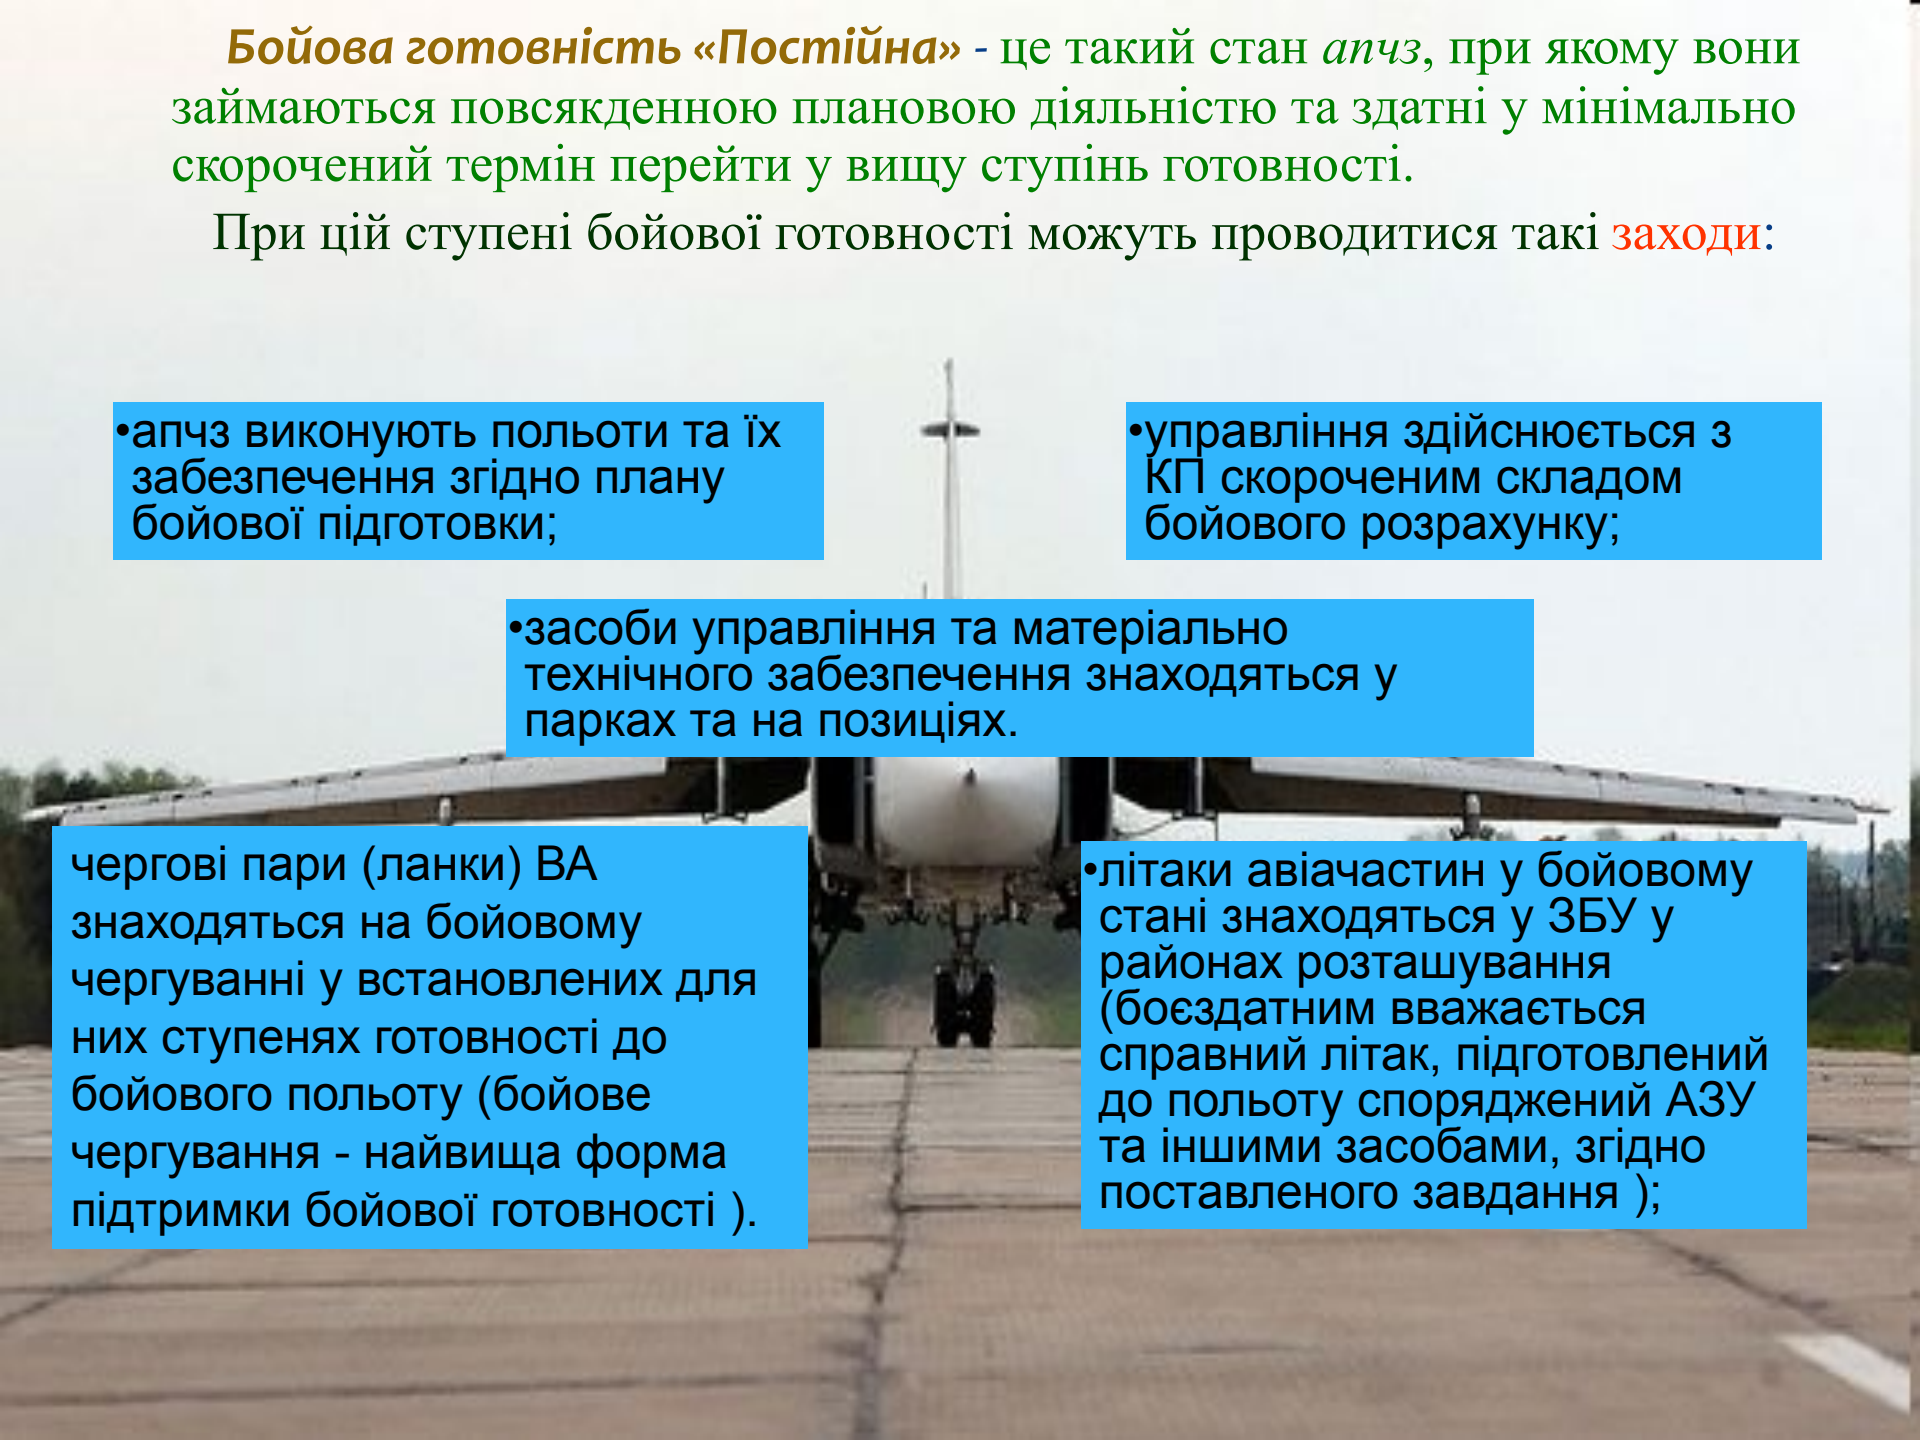 Бойова готовність «Постійна» - це такий стан апчз, при якому вони
займаються повсякденною плановою діяльністю та здатні у мінімально
скорочений термін перейти у вищу ступінь готовності.
При цій ступені бойової готовності можуть проводитися такі заходи:
•апчз виконують польоти та їх
забезпечення згідно плану
бойової підготовки;
•управління здійснюється з
КП скороченим складом
бойового розрахунку;
•засоби управління та матеріально
технічного забезпечення знаходяться у
парках та на позиціях.
чергові пари (ланки) ВА
знаходяться на бойовому
чергуванні у встановлених для
них ступенях готовності до
бойового польоту (бойове
чергування - найвища форма
підтримки бойової готовності ).
•літаки авіачастин у бойовому
стані знаходяться у ЗБУ у
районах розташування
(боєздатним вважається
справний літак, підготовлений
до польоту споряджений АЗУ
та іншими засобами, згідно
поставленого завдання );